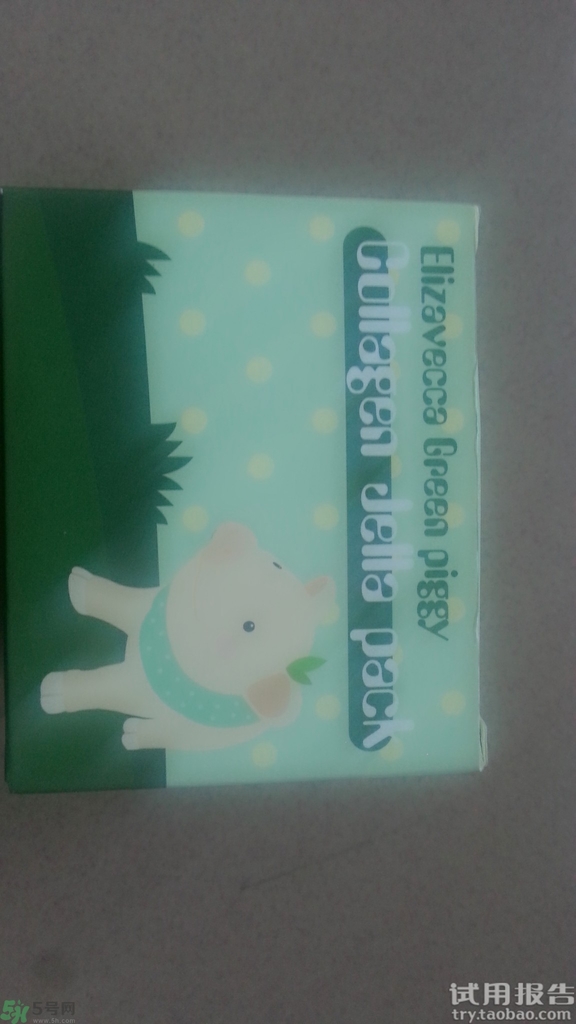 Elizavecca Green piggy
Collagen Jella pack
试用报告
try.taobao.com
5号网